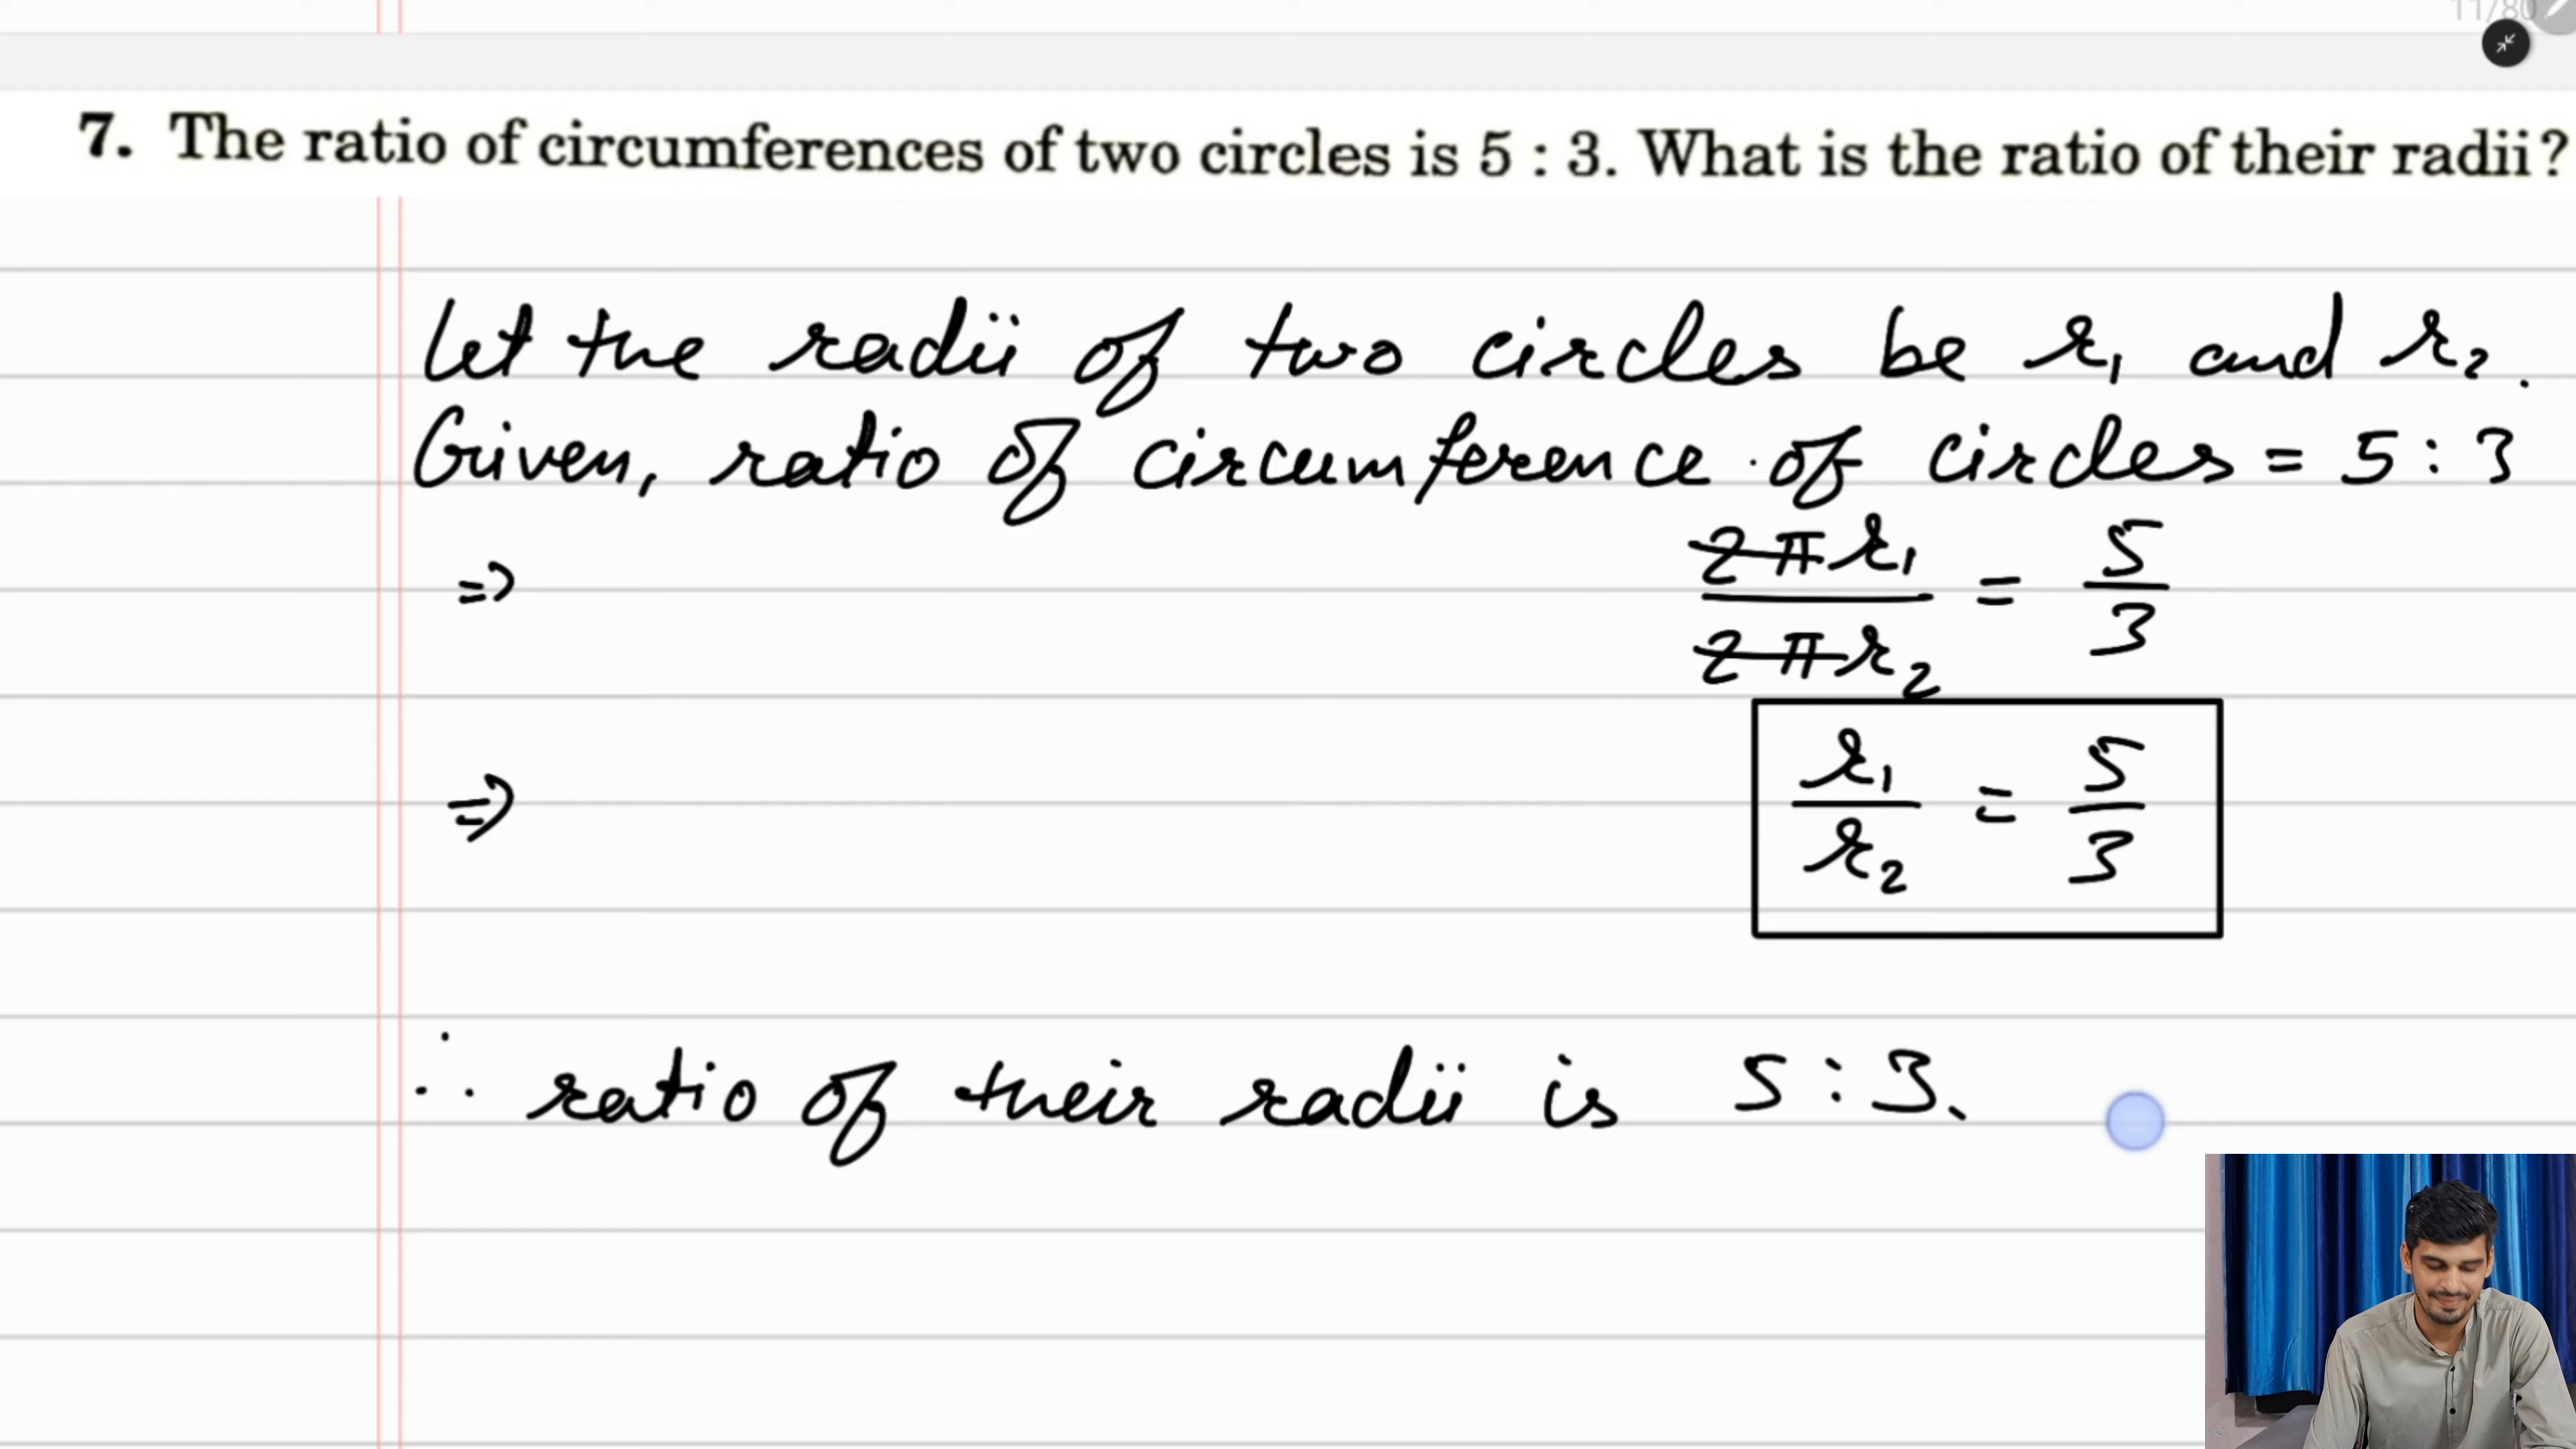 11/80
7. The ratio of circumferences of two circles is 5 : 3. What is the ratio of their radii?
Let the radii of two circles be r₁ and r₂.
Given, ratio of circumference of circles = 5 : 3
⇒ 2πr₁/2πr₂ = 5/3
⇒ r₁/r₂ = 5/3
∴ ratio of their radii is 5 : 3.